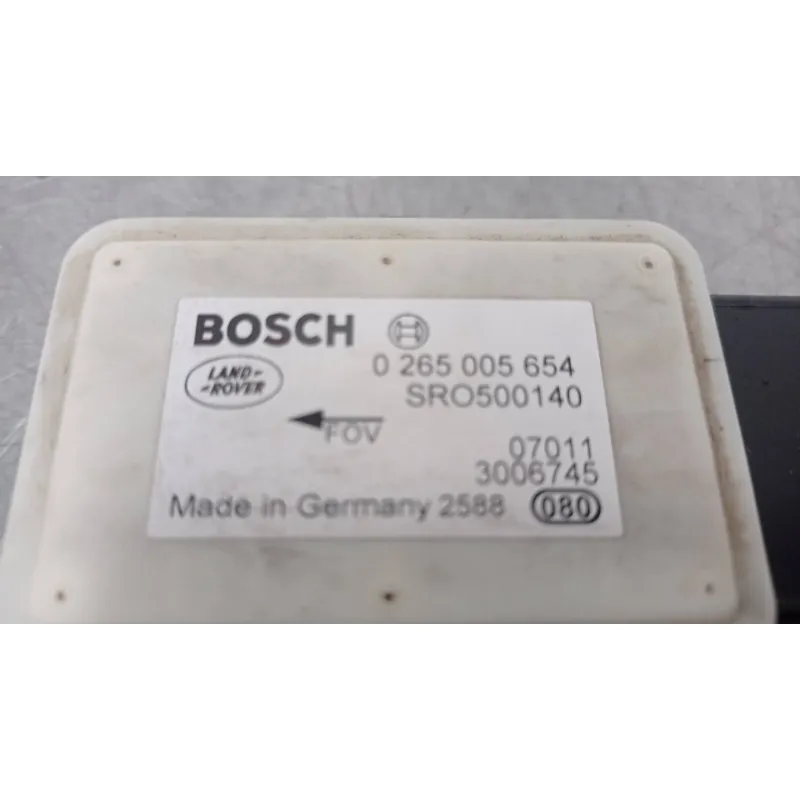 BOSCH
0 265 005 654
LAND-
-ROVER
SRO500140
FOV
07011
3006745
Made in Germany 2588 080